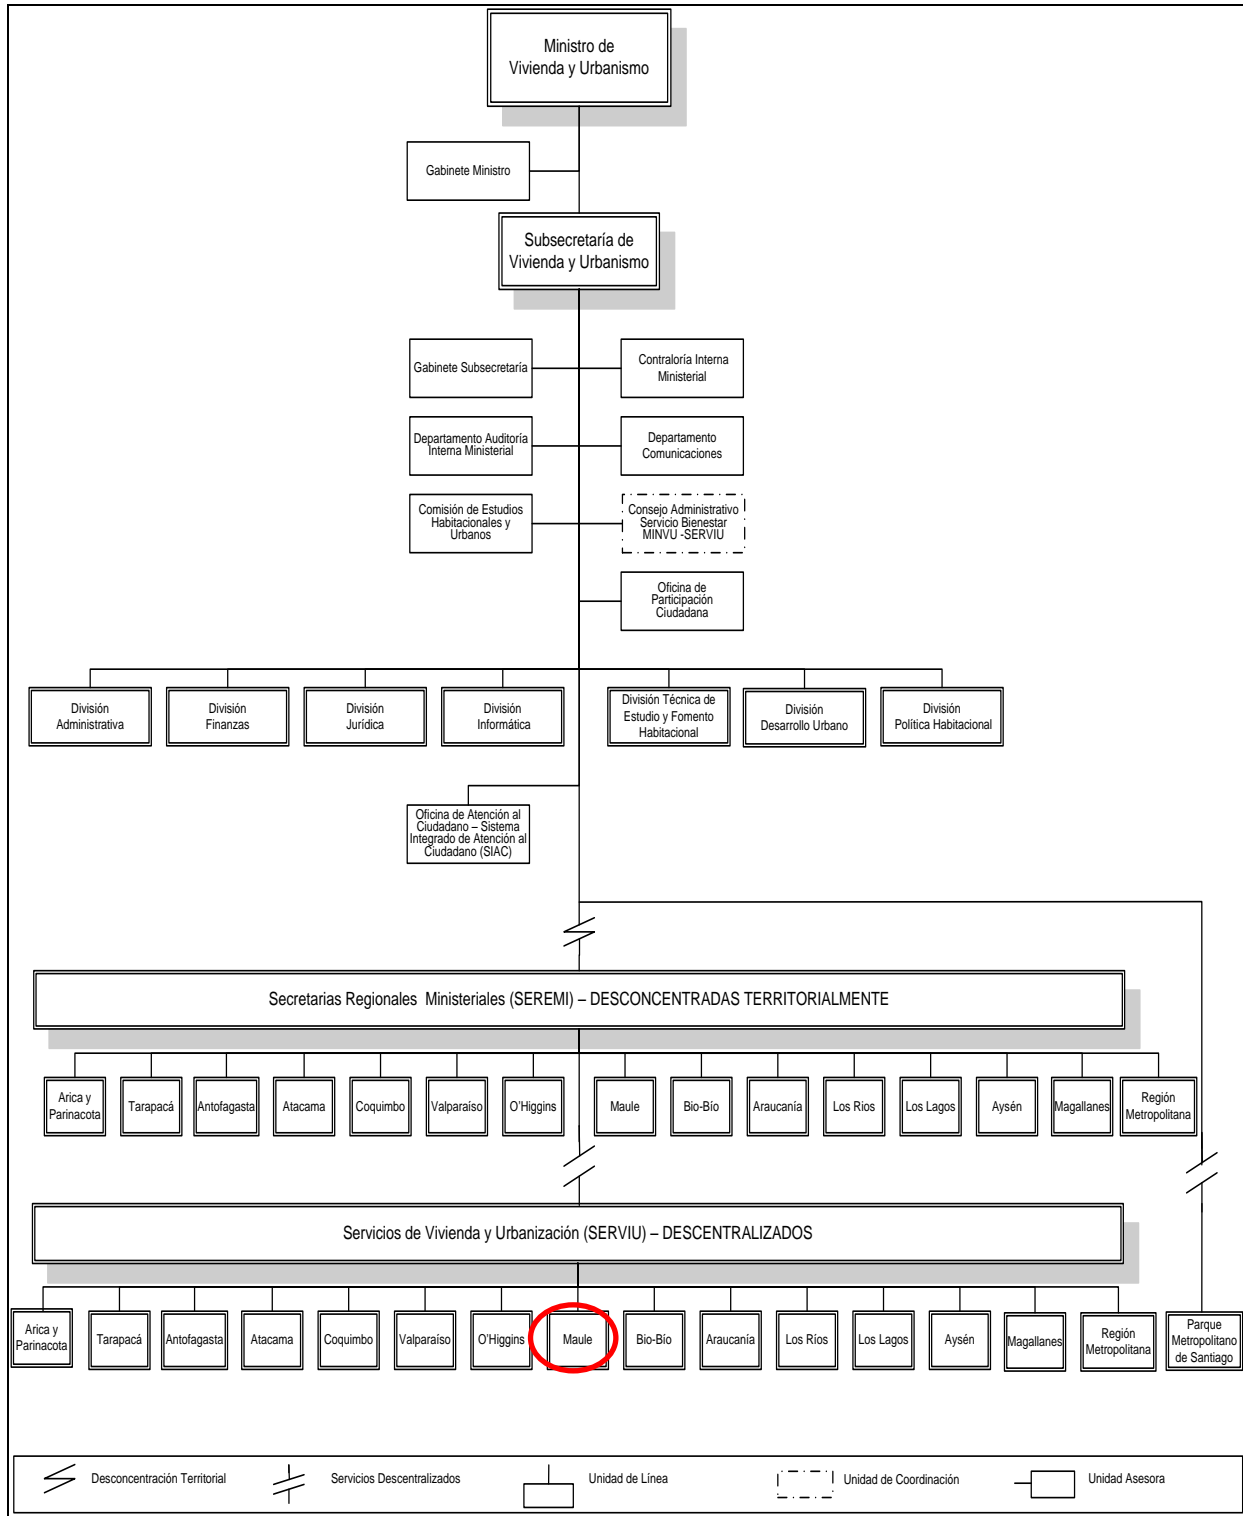 Ministro de
Vivienda y Urbanismo
Gabinete Ministro
Subsecretaría de
Vivienda y Urbanismo
Gabinete Subsecretaría
Contraloría Interna
Ministerial
Departamento Auditoría
Interna Ministerial
Departamento
Comunicaciones
Comisión de Estudios
Habitacionales y
Urbanos
Consejo Administrativo
Servicio Bienestar
MINVU -SERVIU
Oficina de
Participación
Ciudadana
División
Administrativa
División
Finanzas
División
Jurídica
División
Informática
División Técnica de
Estudio y Fomento
Habitacional
División
Desarrollo Urbano
División
Política Habitacional
Oficina de Atención al
Ciudadano – Sistema
Integrado de Atención al
Ciudadano (SIAC)
Secretarias Regionales Ministeriales (SEREMI) – DESCONCENTRADAS TERRITORIALMENTE
Arica y
Parinacota
Tarapacá
Antofagasta
Atacama
Coquimbo
Valparaíso
O'Higgins
Maule
Bio-Bío
Araucanía
Los Rios
Los Lagos
Aysén
Magallanes
Región
Metropolitana
Servicios de Vivienda y Urbanización (SERVIU) – DESCENTRALIZADOS
Arica y
Parinacota
Tarapacá
Antofagasta
Atacama
Coquimbo
Valparaíso
O'Higgins
Maule
Bio-Bío
Araucanía
Los Ríos
Los Lagos
Aysén
Magallanes
Región
Metropolitana
Parque
Metropolitano
de Santiago
Desconcentración Territorial
Servicios Descentralizados
Unidad de Línea
Unidad de Coordinación
Unidad Asesora